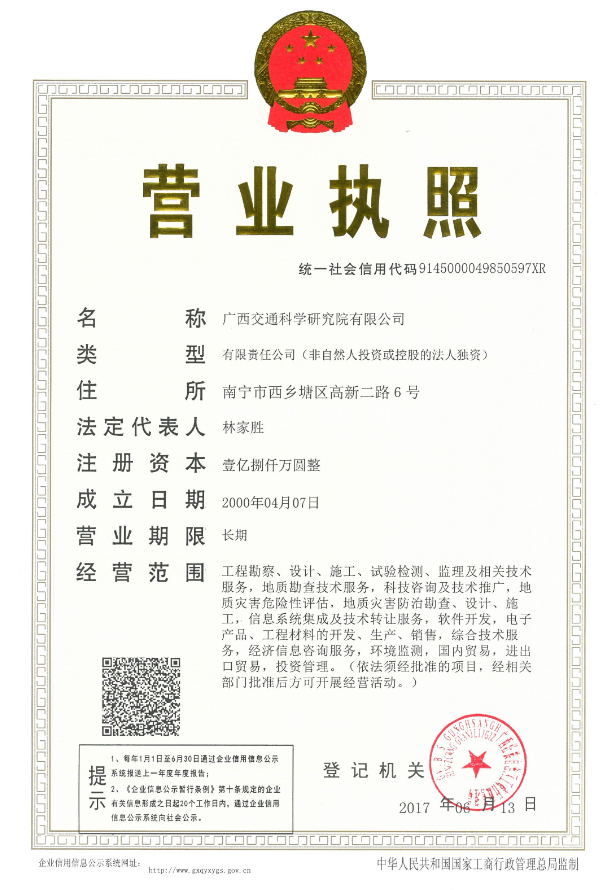 营业执照
统一社会信用代码9145000049850597XR
名 称 广西交通科学研究院有限公司
类 型 有限责任公司（非自然人投资或控股的法人独资）
住 所 南宁市西乡塘区高新二路6号
法定代表人 林家胜
注册资本 壹亿捌仟万圆整
成立日期 2000年04月07日
营业期限 长期
经营范围 工程勘察、设计、施工、试验检测、监理及相关技术
服务，地质勘查技术服务，科技咨询及技术推广，地
质灾害危险性评估，地质灾害防治勘查、设计、施
工，信息系统集成及技术转让服务，软件开发，电子
产品、工程材料的开发、生产、销售，综合技术服
务，经济信息咨询服务，环境监测，国内贸易，进出
口贸易，投资管理。（依法须经批准的项目，经相关
部门批准后方可开展经营活动。）
提示
1、每年1月1日至6月30日通过企业信用信息公示
系统报送上一年度年度报告；
2、《企业信息公示暂行条例》第十条规定的企业
有关信息形成之日起20个工作日内，通过企业信用
信息公示系统向社会公示。
登记机关
2017 年06月13日
企业信用信息公示系统网址：
http://www.gxqyxygs.gov.cn
中华人民共和国国家工商行政管理总局监制